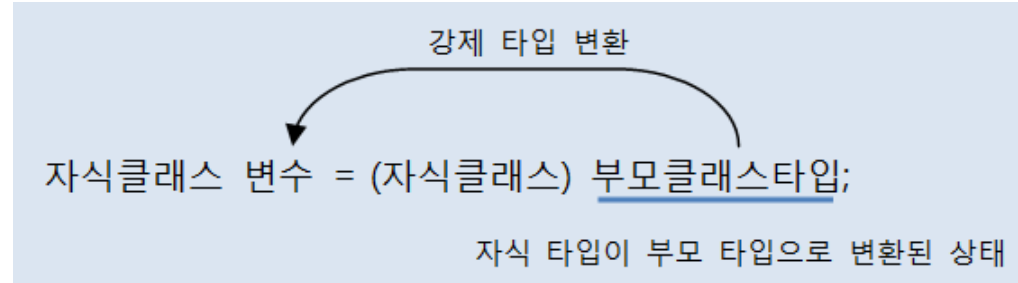 강제 타입 변환
자식클래스 변수 = (자식클래스) 부모클래스타입;
자식 타입이 부모 타입으로 변환된 상태